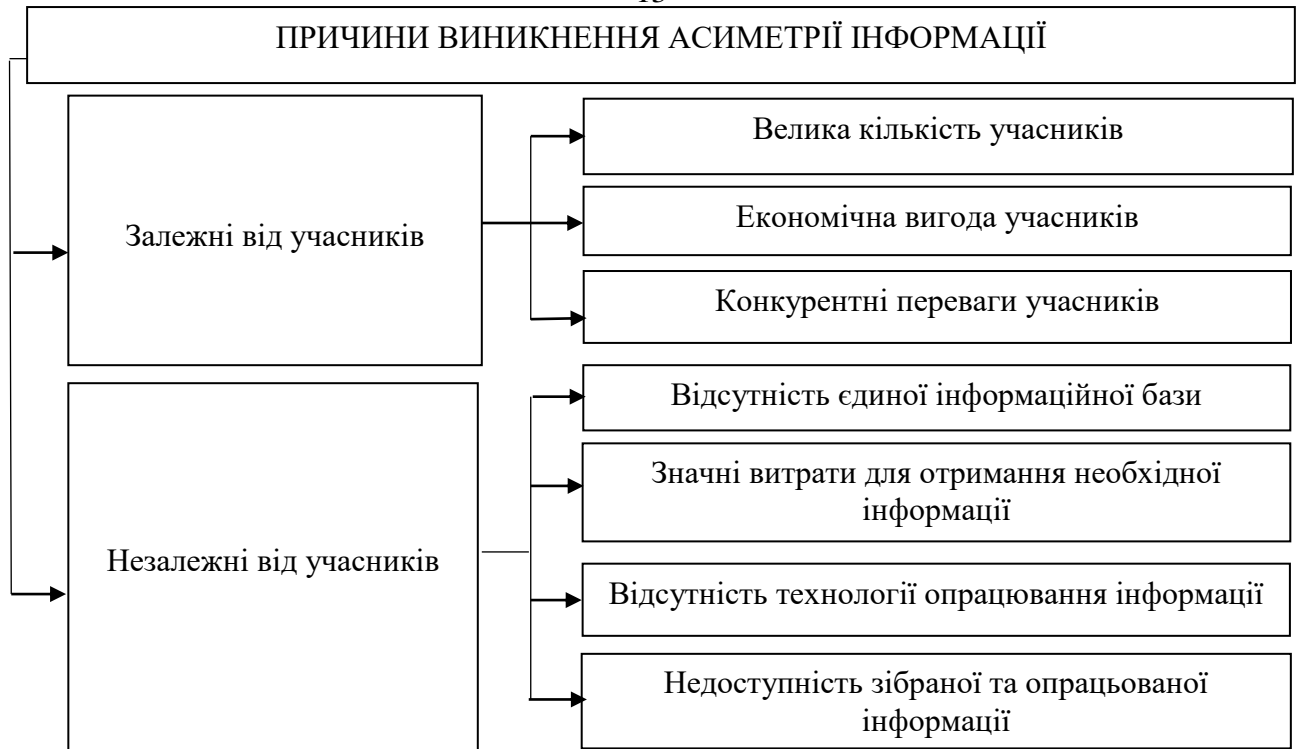 ПРИЧИНИ ВИНИКНЕННЯ АСИМЕТРІЇ ІНФОРМАЦІЇ
Залежні від учасників
Велика кількість учасників
Економічна вигода учасників
Конкурентні переваги учасників
Незалежні від учасників
Відсутність єдиної інформаційної бази
Значні витрати для отримання необхідної
інформації
Відсутність технології опрацювання інформації
Недоступність зібраної та опрацьованої
інформації